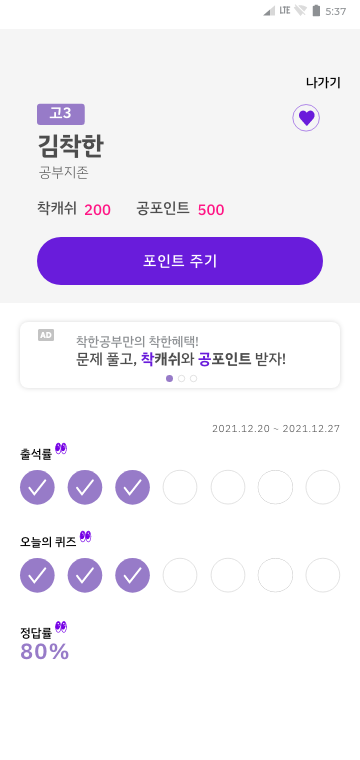 LTE 5:37
나가기
고3
김착한
공부지존
착캐쉬 200 공포인트 500
포인트 주기
AD
착한공부만의 착한혜택!
문제 풀고, 착캐쉬와 공포인트 받자!
2021.12.20 ~ 2021.12.27
출석률
오늘의 퀴즈
정답률
80%